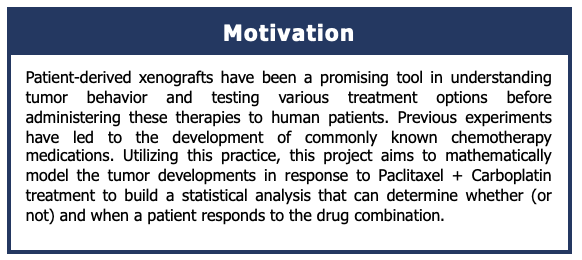 Motivation
Patient-derived xenografts have been a promising tool in understanding
tumor behavior and testing various treatment options before
administering these therapies to human patients. Previous experiments
have led to the development of commonly known chemotherapy
medications. Utilizing this practice, this project aims to mathematically
model the tumor developments in response to Paclitaxel + Carboplatin
treatment to build a statistical analysis that can determine whether (or
not) and when a patient responds to the drug combination.